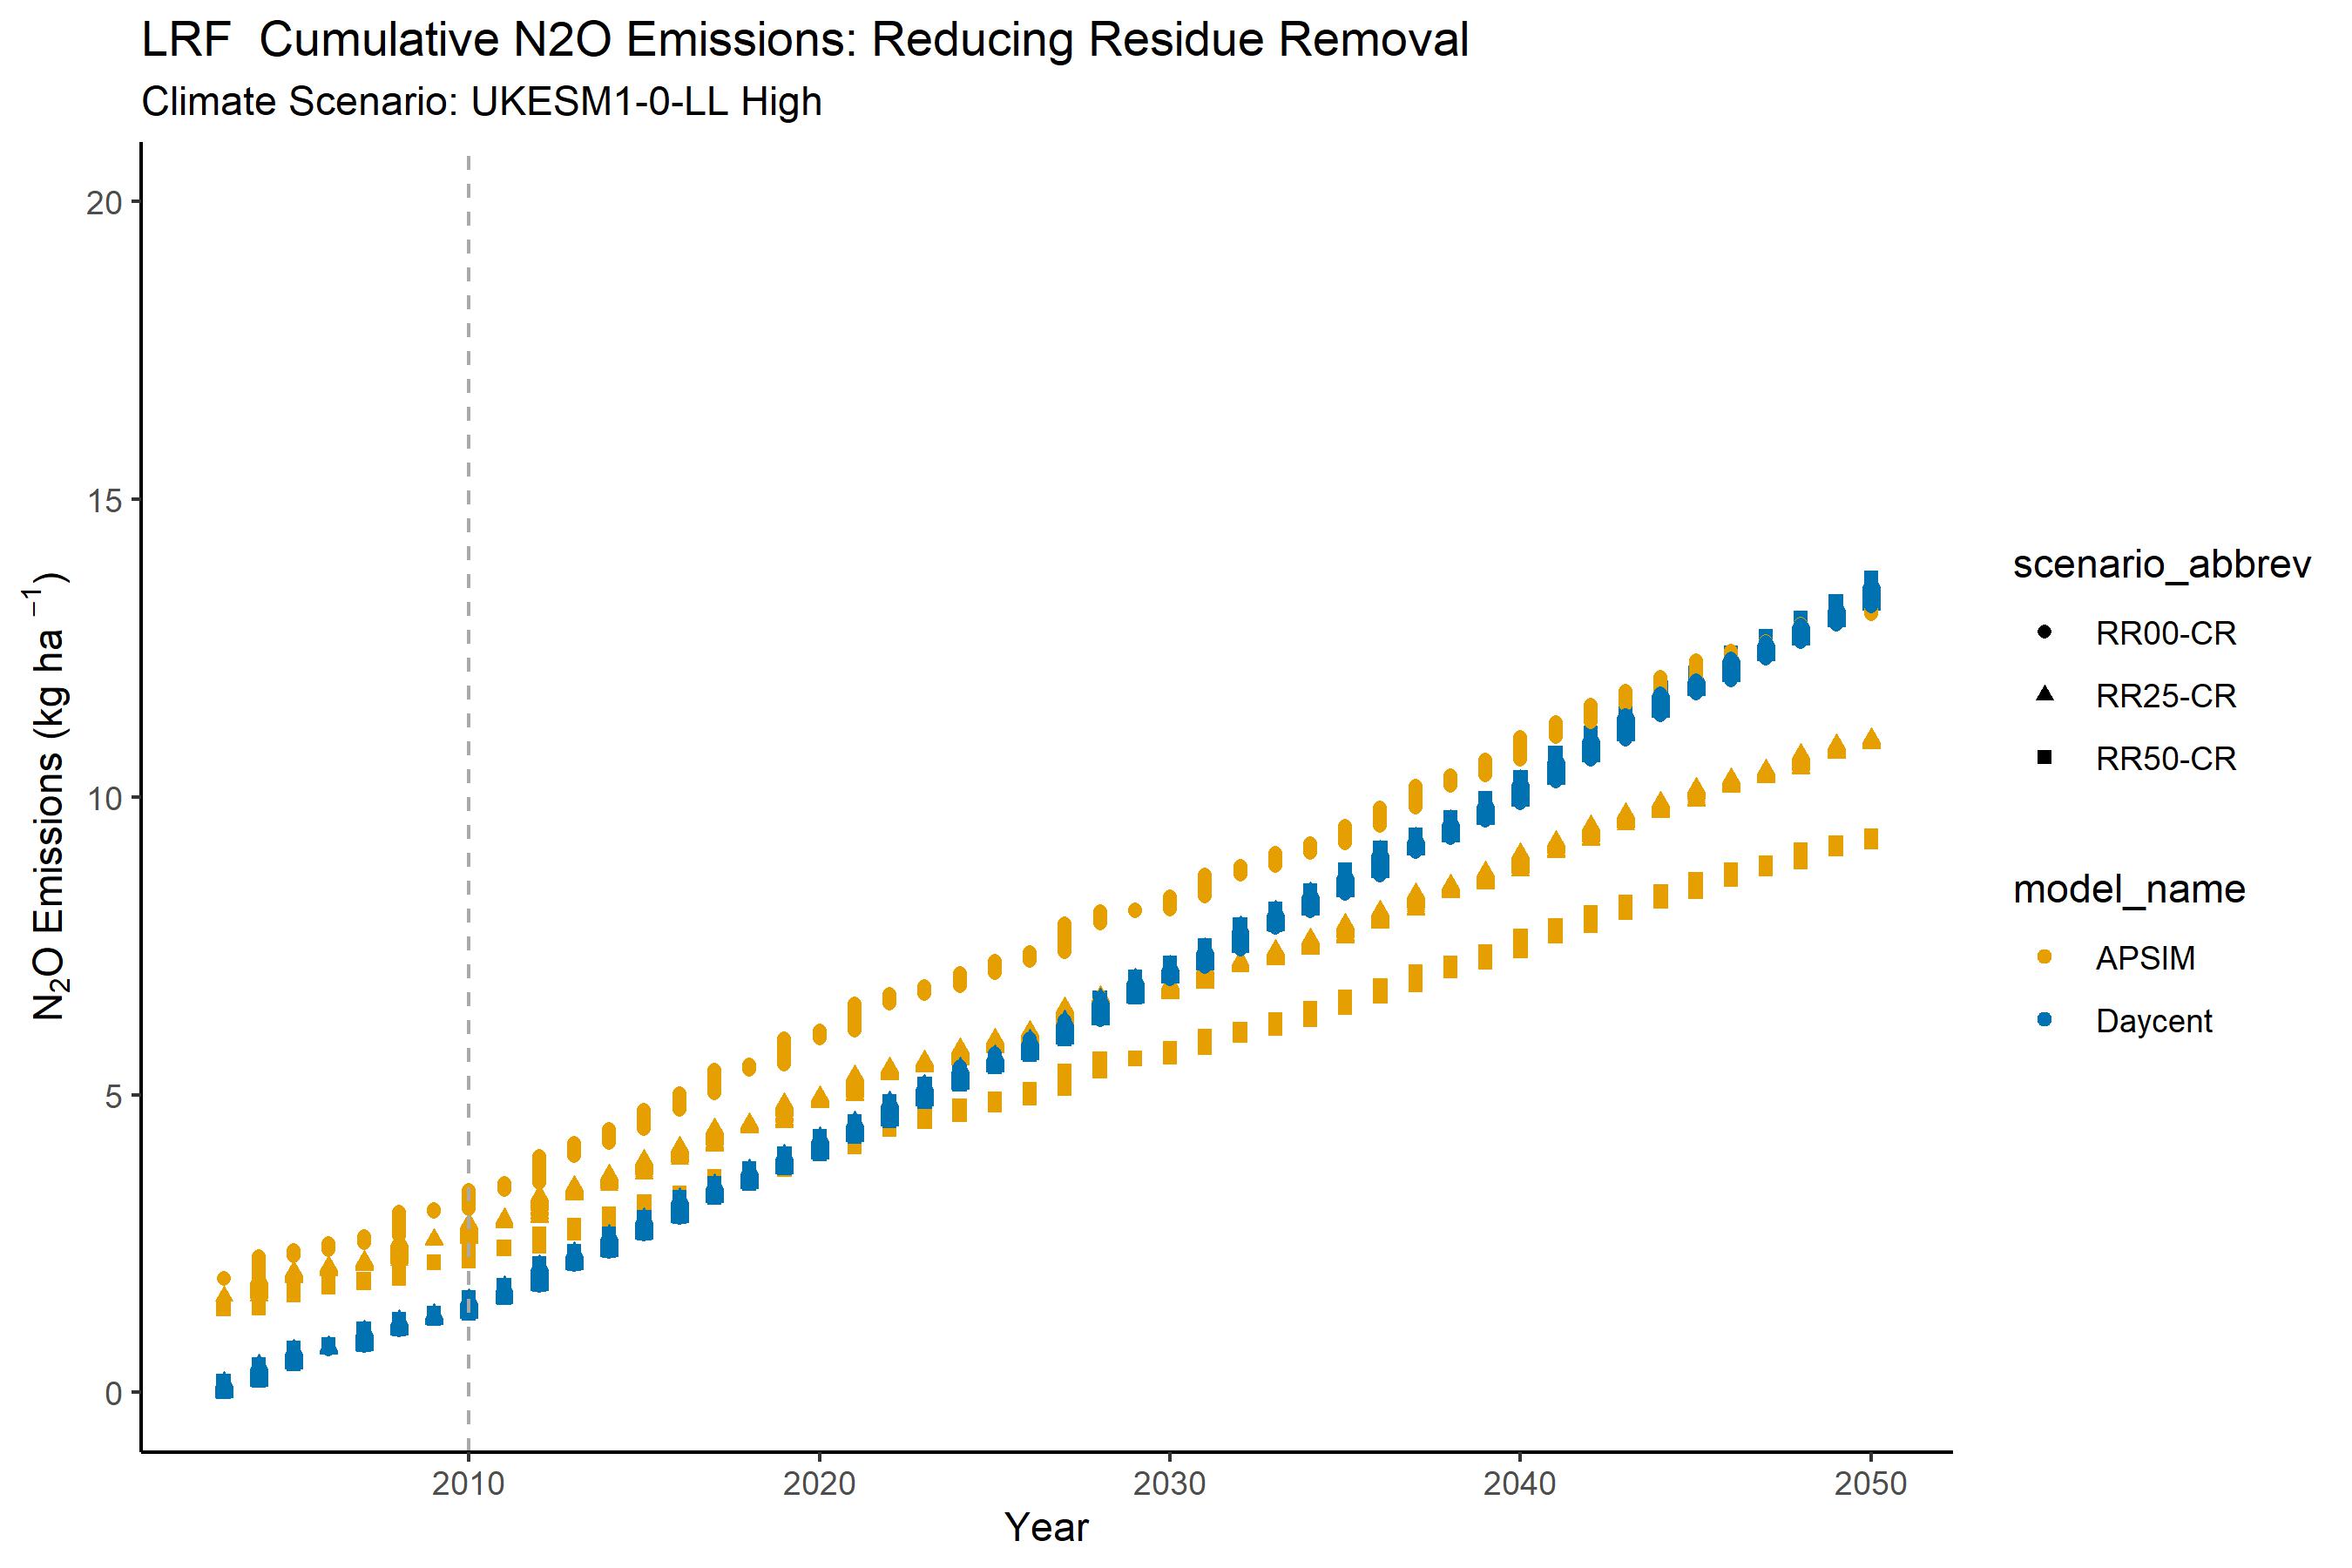 LRF  Cumulative N2O Emissions: Reducing Residue Removal
Climate Scenario: UKESM1-0-LL High
N₂O Emissions (kg ha ⁻¹)
20
15
10
5
0
2010
2020
2030
2040
2050
Year
scenario_abbrev
RR00-CR
RR25-CR
RR50-CR
model_name
APSIM
Daycent